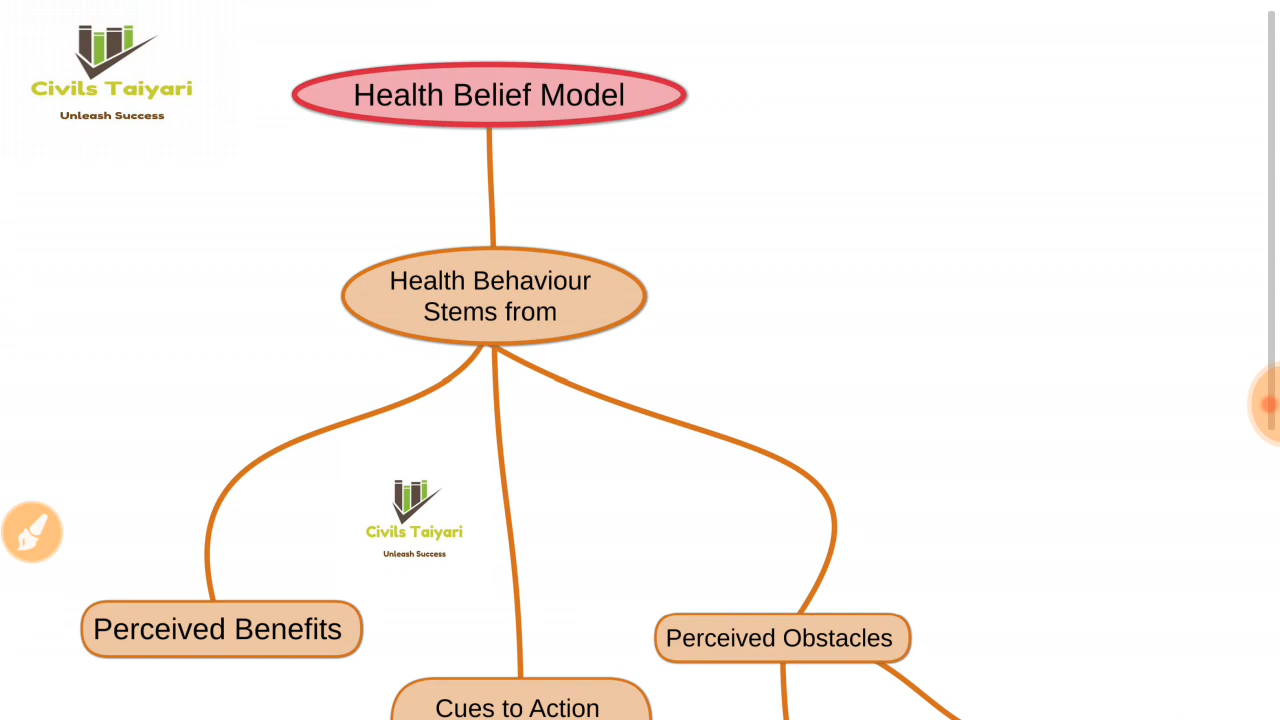 Civils Taiyari
Unleash Success
Health Belief Model
Health Behaviour
Stems from
Civils Taiyari
Unleash Success
Perceived Benefits
Perceived Obstacles
Cues to Action